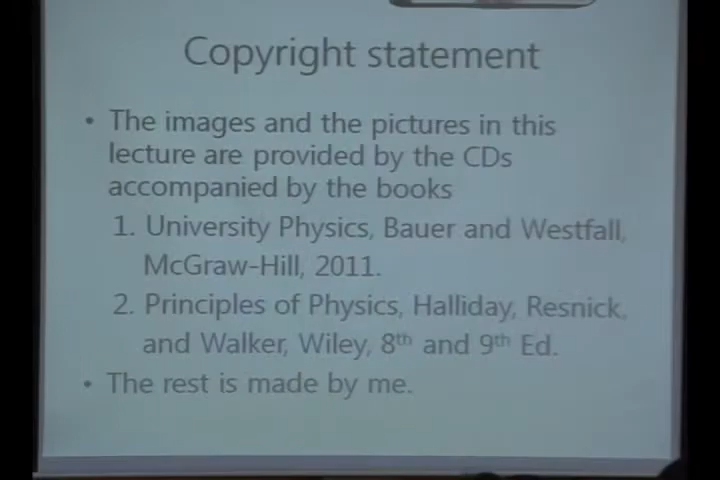 Copyright statement
• The images and the pictures in this
lecture are provided by the CDs
accompanied by the books
1. University Physics, Bauer and Westfall,
McGraw-Hill, 2011.
2. Principles of Physics, Halliday, Resnick,
and Walker, Wiley, 8th and 9th Ed.
• The rest is made by me.